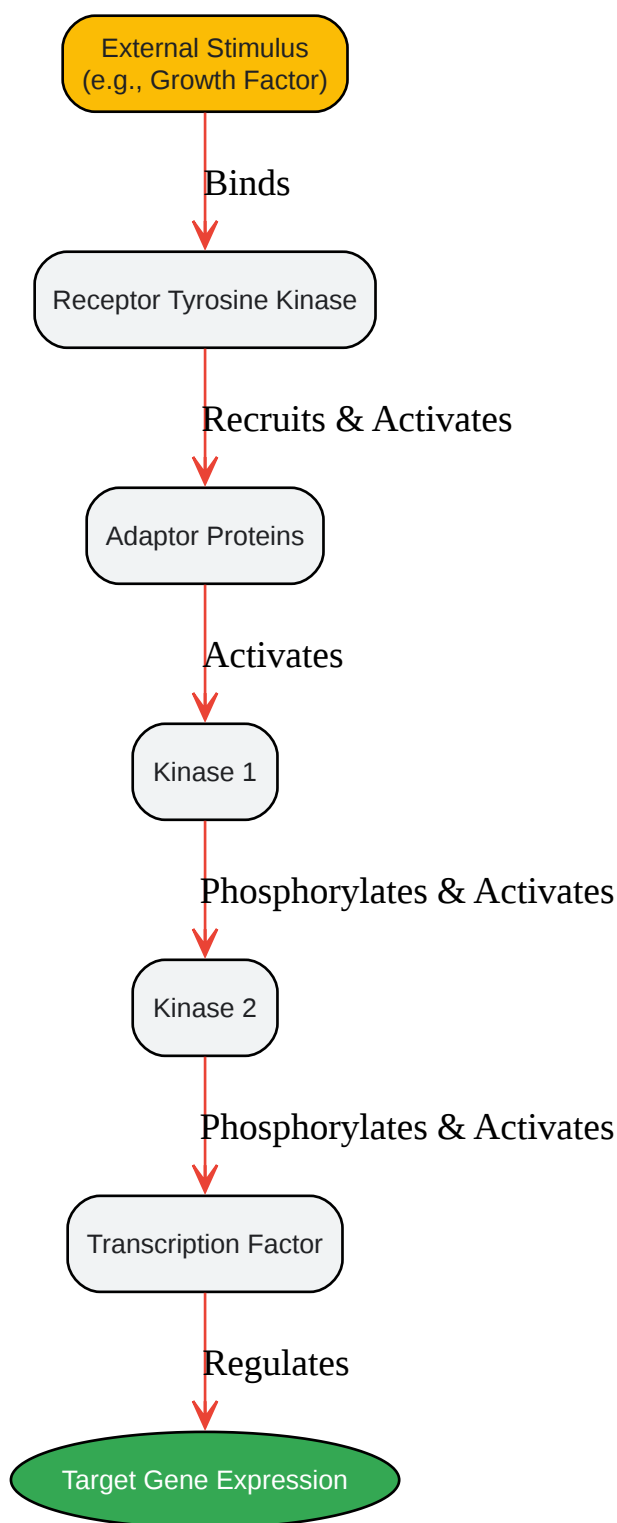 External Stimulus
(e.g., Growth Factor)
Binds
Receptor Tyrosine Kinase
Recruits & Activates
Adaptor Proteins
Activates
Kinase 1
Phosphorylates & Activates
Kinase 2
Phosphorylates & Activates
Transcription Factor
Regulates
Target Gene Expression